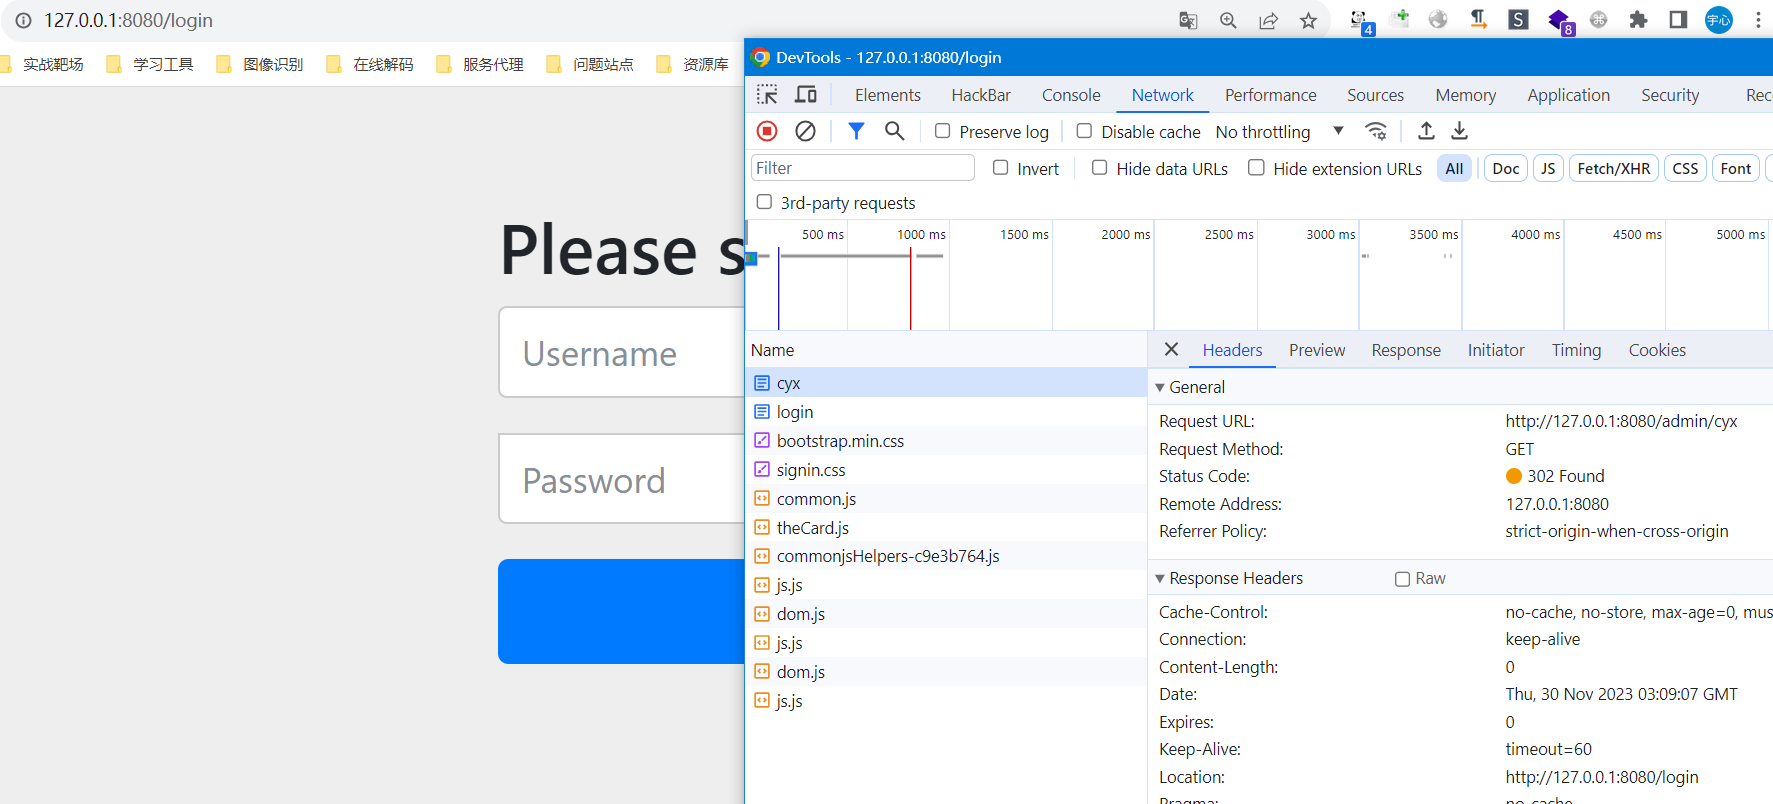 127.0.0.1:8080/login
4
8
宇心
实战靶场 学习工具 图像识别 在线解码 服务代理 问题站点 资源库
DevTools - 127.0.0.1:8080/login
Elements HackBar Console Network Performance Sources Memory Application Security Rec
Preserve log Disable cache No throttling
Filter Invert Hide data URLs Hide extension URLs All Doc JS Fetch/XHR CSS Font
3rd-party requests
500 ms 1000 ms 1500 ms 2000 ms 2500 ms 3000 ms 3500 ms 4000 ms 4500 ms 5000 ms
Please s
Username
Password
Name
cyx
login
bootstrap.min.css
signin.css
common.js
theCard.js
commonjsHelpers-c9e3b764.js
js.js
dom.js
js.js
dom.js
js.js
Headers Preview Response Initiator Timing Cookies
General
Request URL: http://127.0.0.1:8080/admin/cyx
Request Method: GET
Status Code: 302 Found
Remote Address: 127.0.0.1:8080
Referrer Policy: strict-origin-when-cross-origin
Response Headers Raw
Cache-Control: no-cache, no-store, max-age=0, mus
Connection: keep-alive
Content-Length: 0
Date: Thu, 30 Nov 2023 03:09:07 GMT
Expires: 0
Keep-Alive: timeout=60
Location: http://127.0.0.1:8080/login
Pragma: no-cache